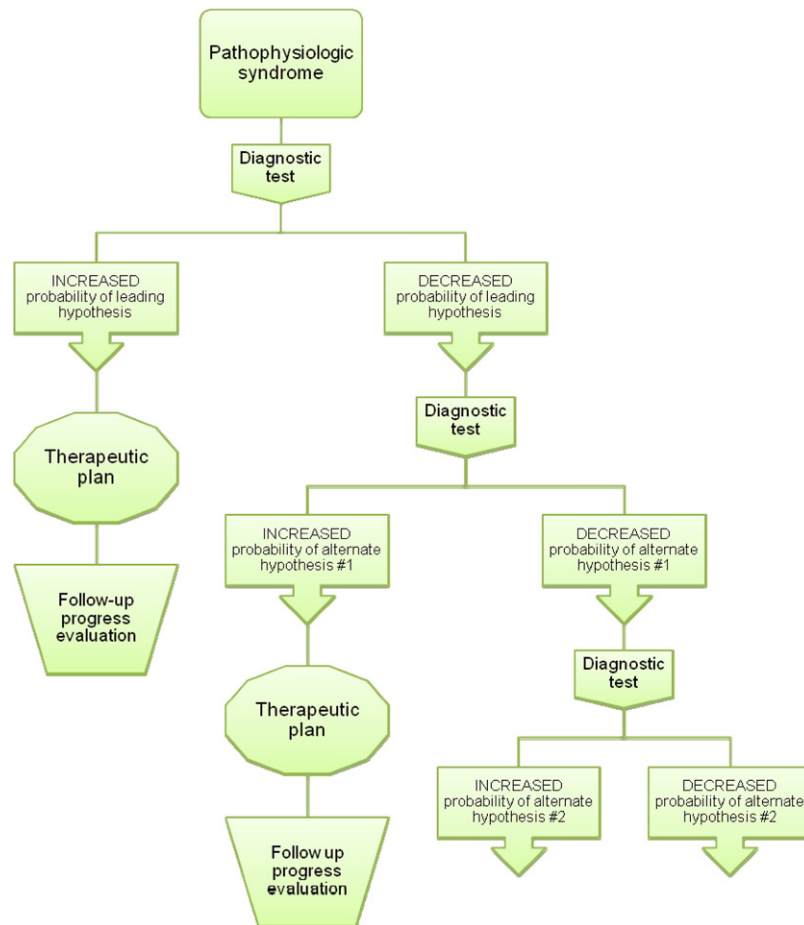 Pathophysiologic
syndrome
Diagnostic
test
INCREASED
probability of leading
hypothesis
DECREASED
probability of leading
hypothesis
Therapeutic
plan
Diagnostic
test
Follow-up
progress
evaluation
INCREASED
probability of alternate
hypothesis #1
DECREASED
probability of alternate
hypothesis #1
Therapeutic
plan
Diagnostic
test
Follow up
progress
evaluation
INCREASED
probability of alternate
hypothesis #2
DECREASED
probability of alternate
hypothesis #2